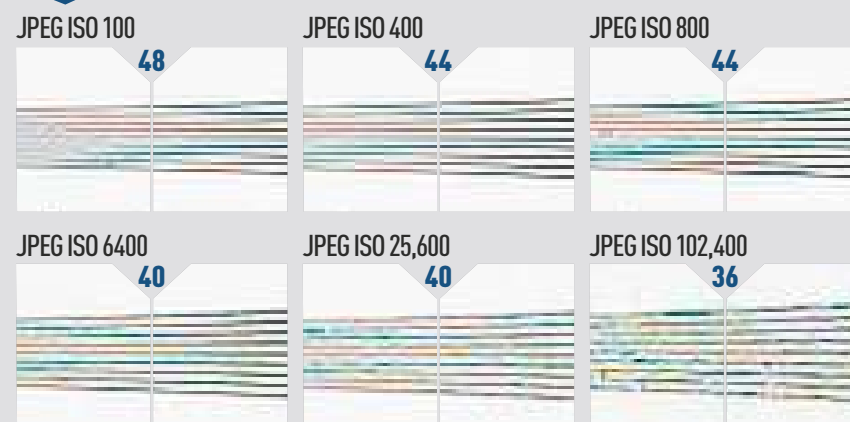 JPEG ISO 100
JPEG ISO 400
JPEG ISO 800
48
44
44
JPEG ISO 6400
JPEG ISO 25,600
JPEG ISO 102,400
40
40
36